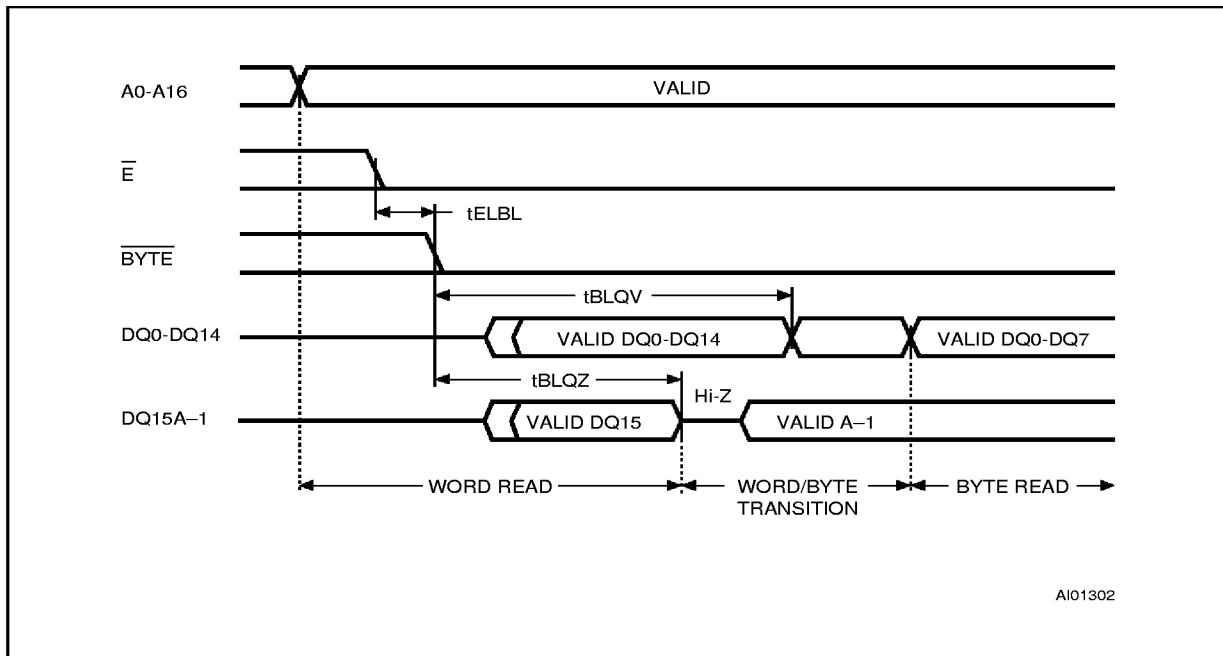 A0-A16
VALID
E̅
tELBL
B̅Y̅T̅E̅
tBLQV
DQ0-DQ14
VALID DQ0-DQ14
VALID DQ0-DQ7
tBLQZ
Hi-Z
DQ15A–1
VALID DQ15
VALID A–1
WORD READ
WORD/BYTE
TRANSITION
BYTE READ
AI01302